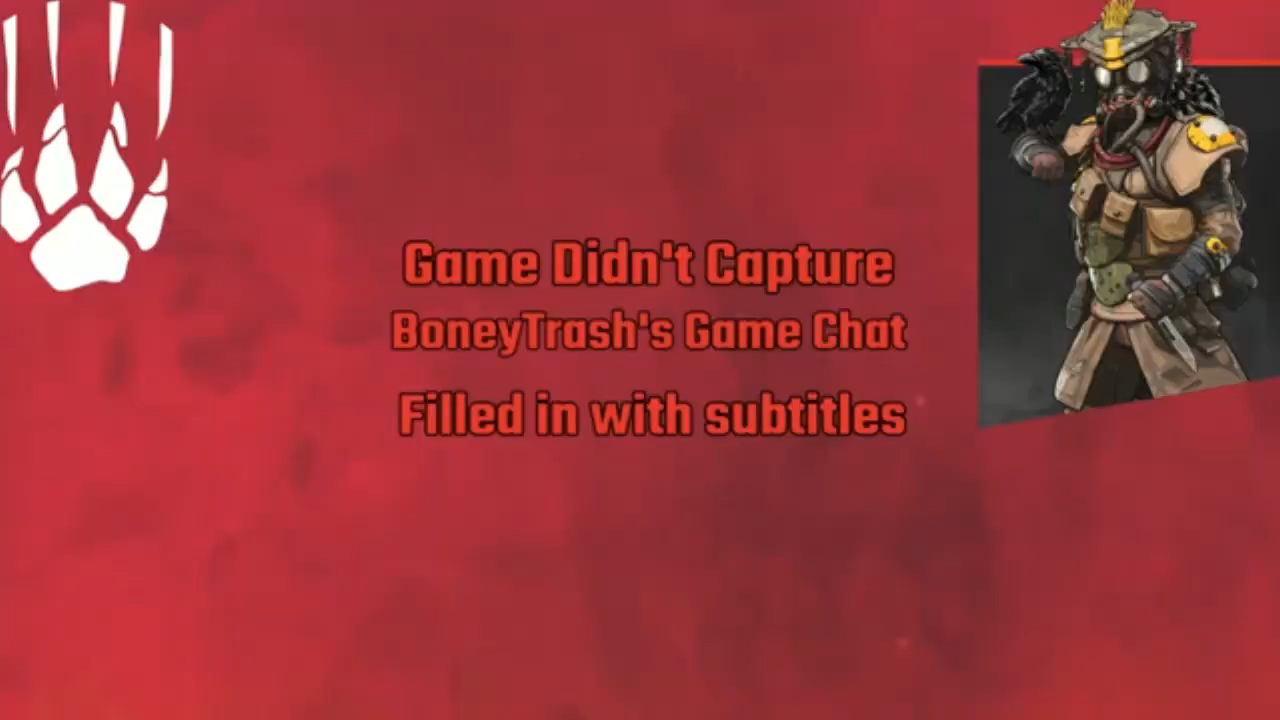 Game Didn't Capture
BoneyTrash's Game Chat
Filled in with subtitles